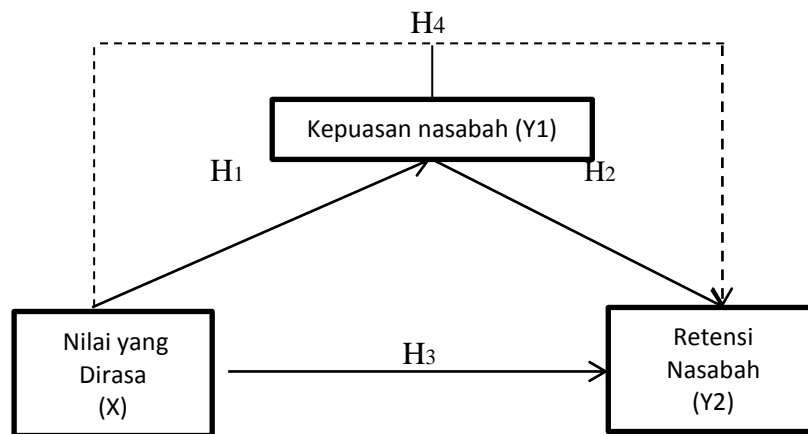 H4
Kepuasan nasabah (Y1)
H1
H2
Nilai yang
Dirasa
(X)
H3
Retensi
Nasabah
(Y2)